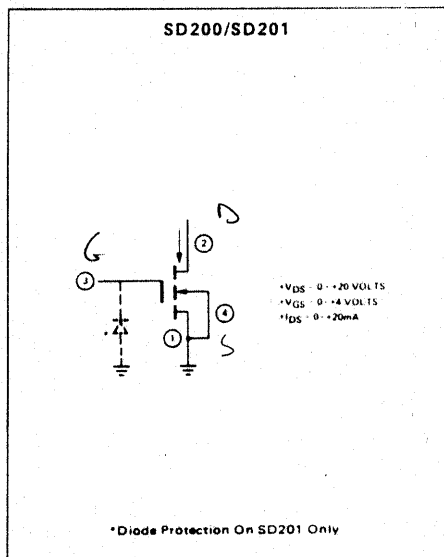 SD200/SD201
D
G
2
3
+VDS - 0 - +20 VOLTS
+VGS - 0 - +4 VOLTS
+IDS - 0 - +20mA
4
1
S
*
*Diode Protection On SD201 Only